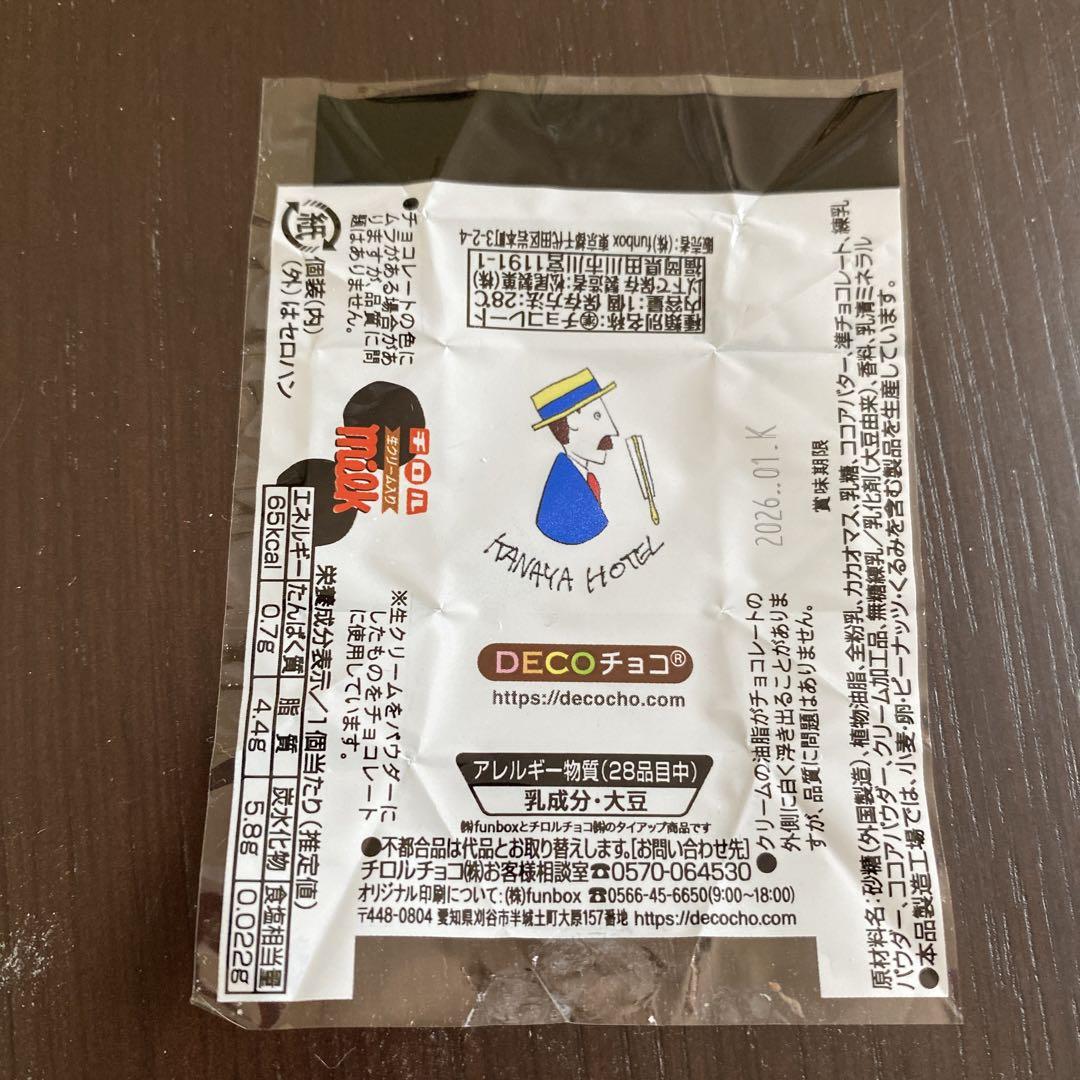 販売者：(株)funbox 東京都千代田区岩本町3-2-4
種類別名称：㊭チョコレート
内容量：1個 保存方法：28℃
以下で保存 製造者：松尾製菓(株)
福岡県田川市川宮1191-1
紙
個装(内)
(外)はセロハン
●チョコレートの色に
ムラがある場合があ
りますが、品質に問
題はありません。
チロル
生クリーム入り
milk
KANAYA HOTEL
2026..01.K
賞味期限
DECOチョコ®
https://decocho.com
※生クリームをパウダーに
したものをチョコレート
に使用しています。
栄養成分表示／1個当たり(推定値)
エネルギー たんぱく質 脂質 炭水化物 食塩相当量
65kcal 0.7g 4.4g 5.8g 0.022g
アレルギー物質(28品目中)
乳成分・大豆
㈱funboxとチロルチョコ㈱のタイアップ商品です
●不都合品は代品とお取り替えします。[お問い合わせ先]
チロルチョコ(株)お客様相談室☎0570-064530
オリジナル印刷について：(株)funbox ☎0566-45-6650(9:00〜18:00)
〒448-0804 愛知県刈谷市半城土町大原157番地 https://decocho.com
●クリームの油脂がチョコレートの
外側に白く浮き出ることがありま
すが、品質に問題はありません。
原材料名：砂糖(外国製造)、植物油脂、全粉乳、カカオマス、乳糖、ココアバター、準チョコレート、練乳
パウダー、ココアパウダー、クリーム加工品、無糖練乳／乳化剤(大豆由来)、香料、乳清ミネラル
●本品製造工場では、小麦・卵・ピーナッツ・くるみを含む製品を生産しています。